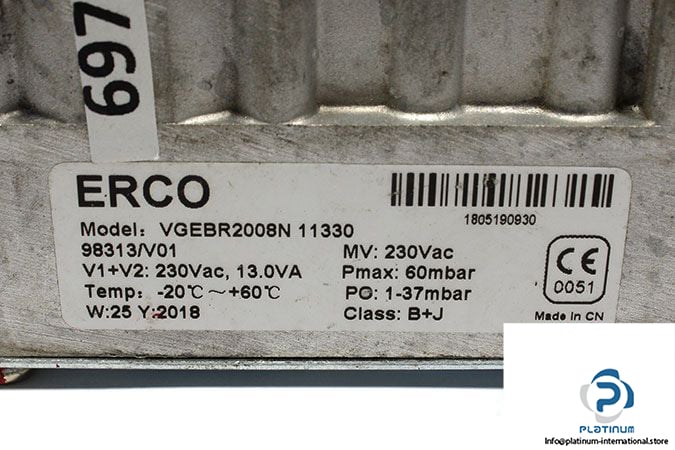 697
ERCO
1805190930
Model: VGEBR2008N 11330
98313/V01
MV: 230Vac
V1+V2: 230Vac, 13.0VA
Pmax: 60mbar
Temp: -20℃ ~+60℃
PO: 1-37mbar
W:25 Y:2018
Class: B+J
CE
0051
Made in CN
P
PLATINUM
Info@platinum-international.store